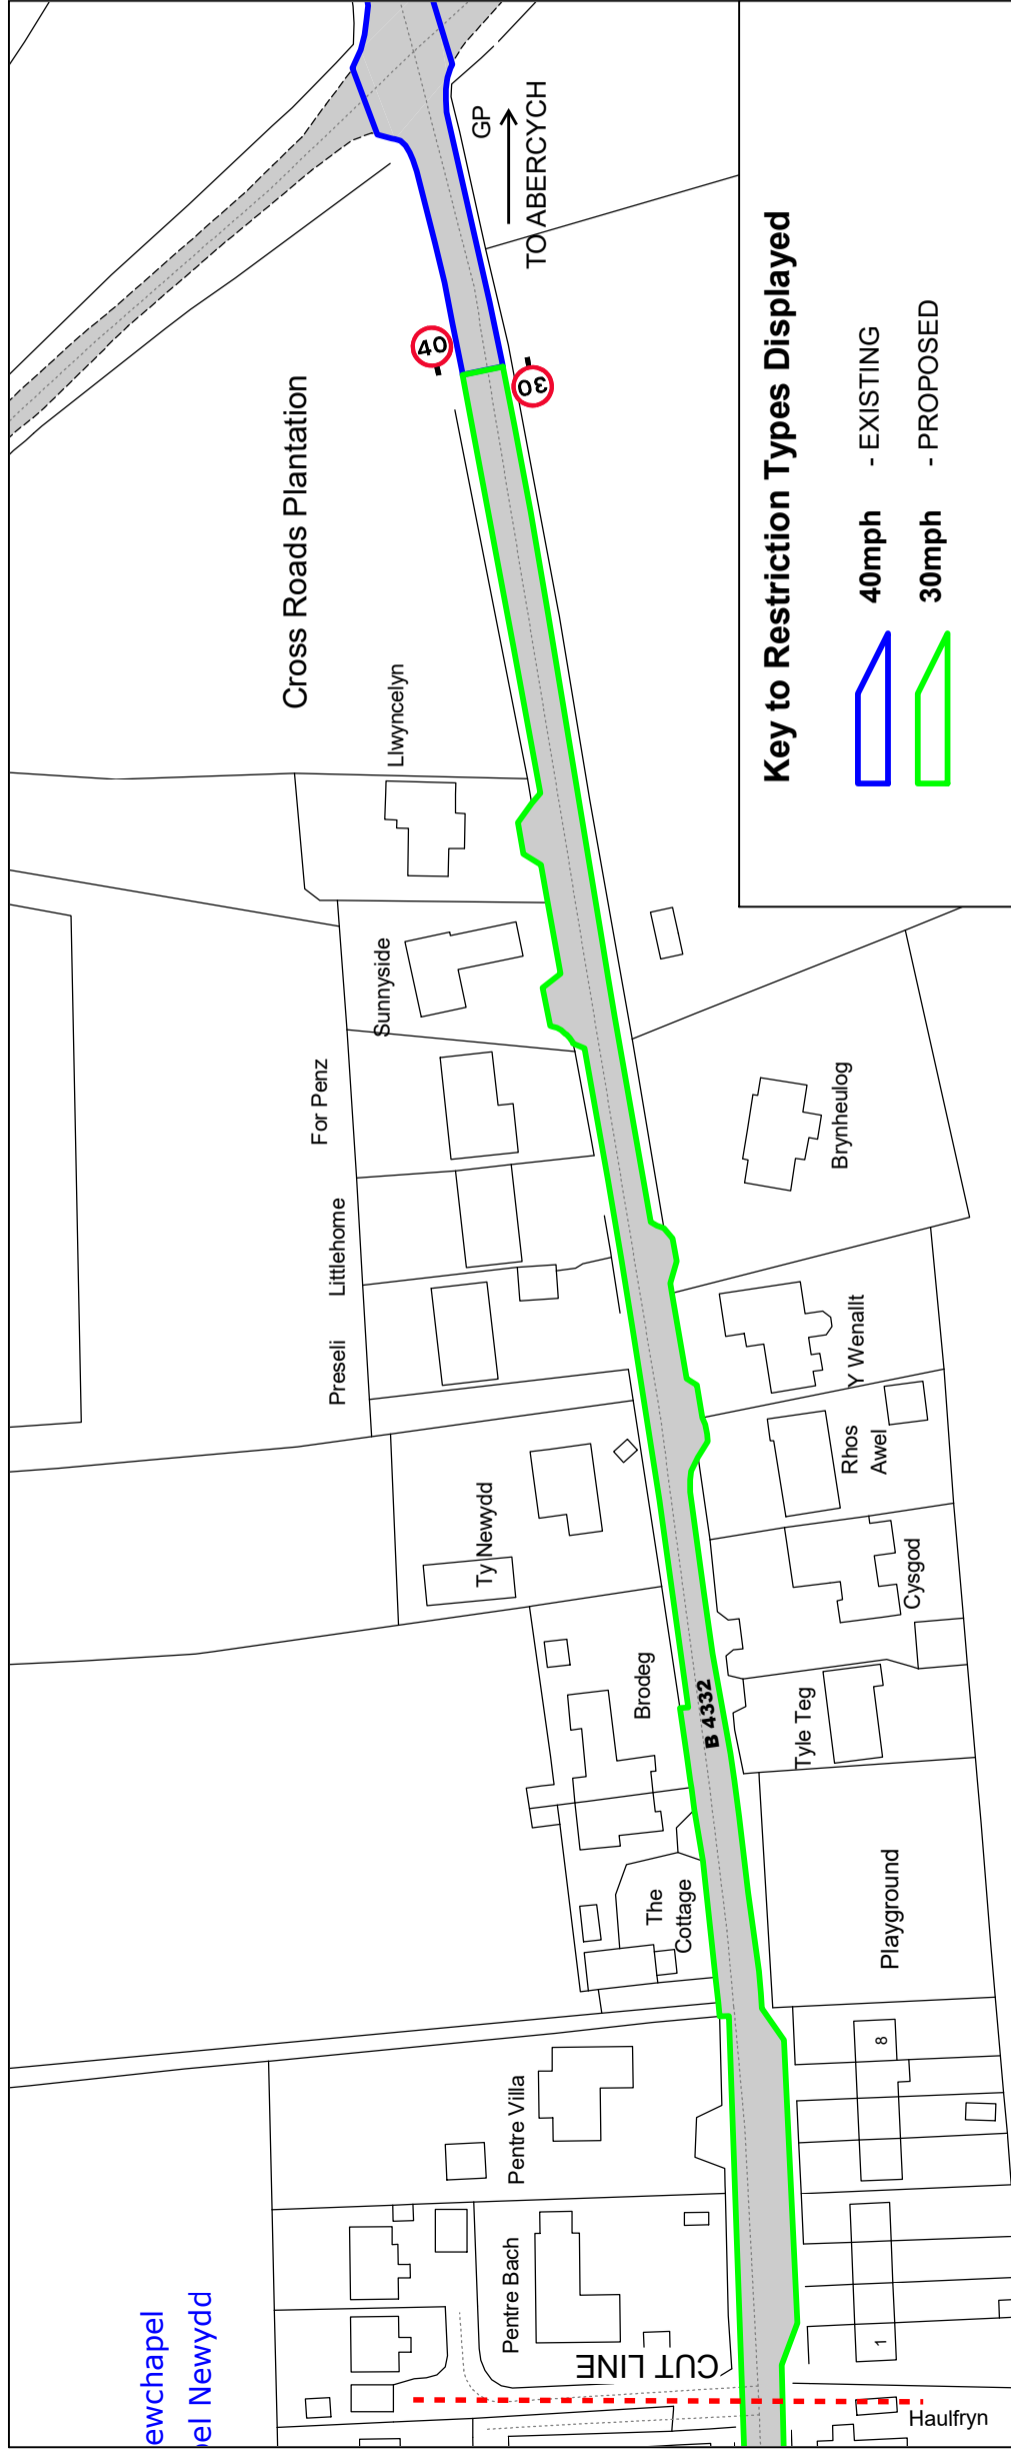 ewchapel
el Newydd
Pentre Bach
Pentre Villa
CUT LINE
Haulfryn
1
8
Playground
The
Cottage
Brodeg
B 4332
Tyle Teg
Cysgod
Ty Newydd
Rhos
Awel
Y Wenallt
Preseli
Littlehome
For Penz
Brynheulog
Sunnyside
Llwyncelyn
Cross Roads Plantation
40
30
GP
TO ABERCYCH
Key to Restriction Types Displayed
40mph - EXISTING
30mph - PROPOSED